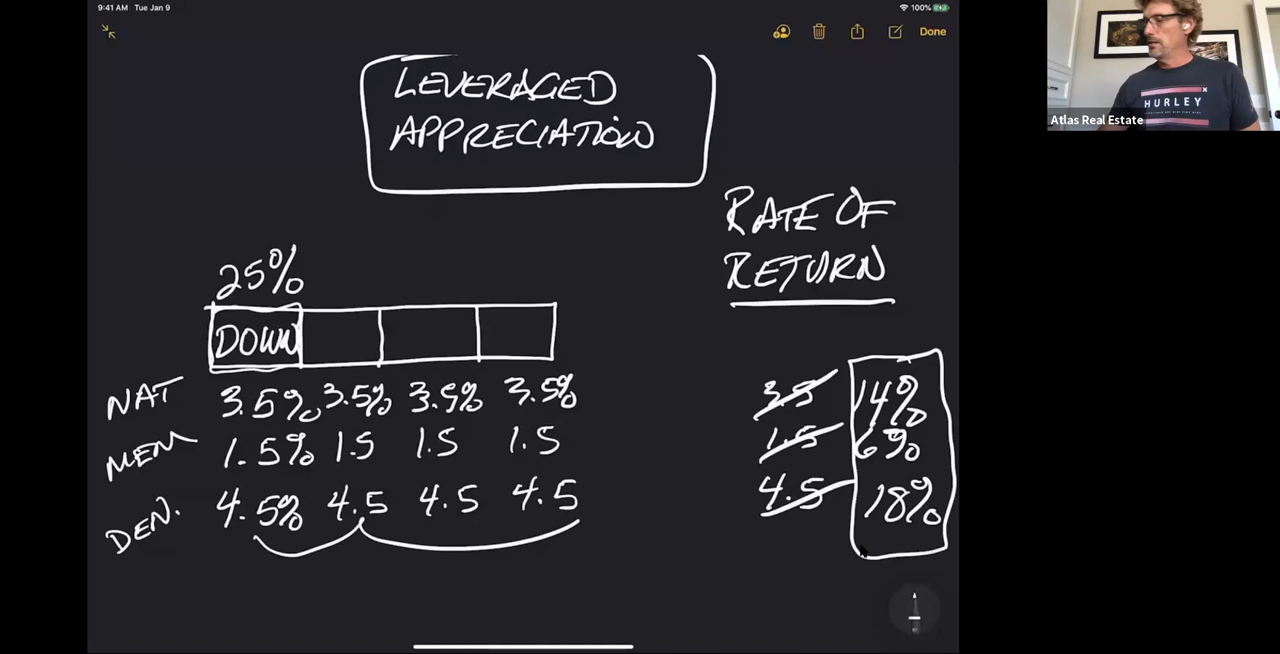 9:41 AM Tue Jan 9
100%
Done
LEVERAGED
APPRECIATION
RATE OF
RETURN
25%
DOWN
NAT 3.5% 3.5% 3.5% 3.5% 3.5 14%
MEM 1.5% 1.5 1.5 1.5 1.5 6%
DEN. 4.5% 4.5 4.5 4.5 4.5 18%
HURLEY
Atlas Real Estate